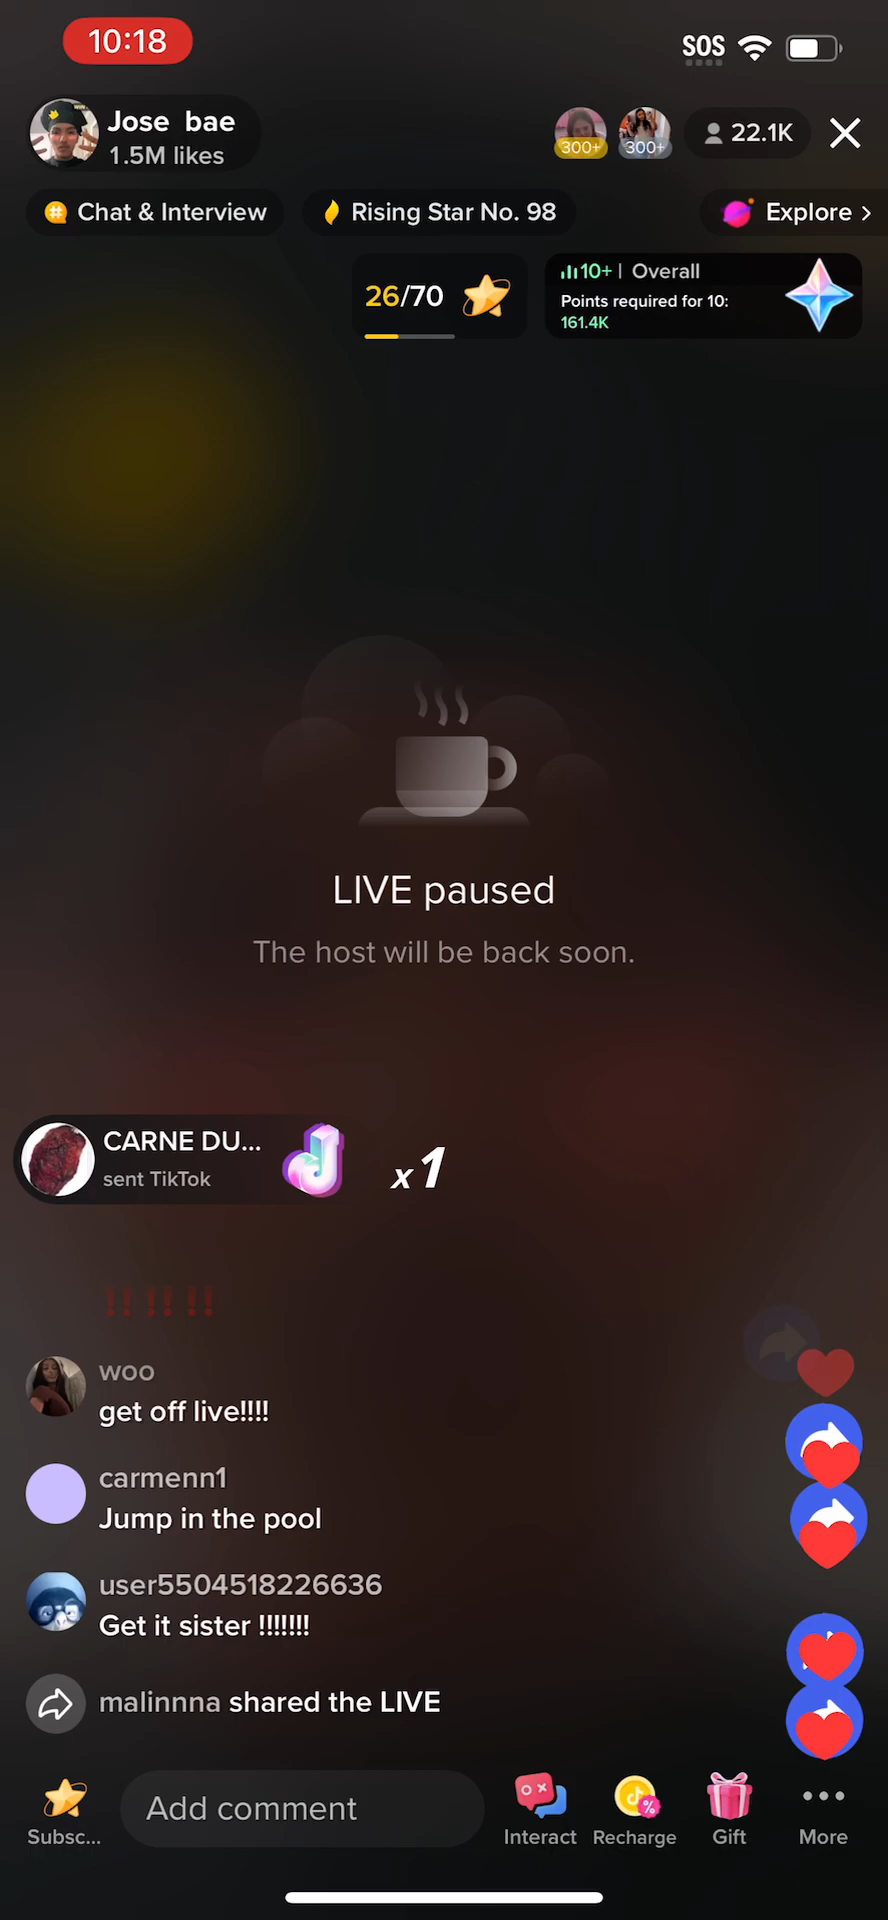 10:18
SOS
Jose bae
1.5M likes
300+
300+
22.1K
Chat & Interview
Rising Star No. 98
Explore >
26/70
10+ | Overall
Points required for 10:
161.4K
LIVE paused
The host will be back soon.
CARNE DU...
sent TikTok
x1
‼️‼️‼️
woo
get off live!!!!
carmenn1
Jump in the pool
user5504518226636
Get it sister !!!!!!!
malinnna shared the LIVE
Subsc...
Add comment
Interact
Recharge
Gift
More